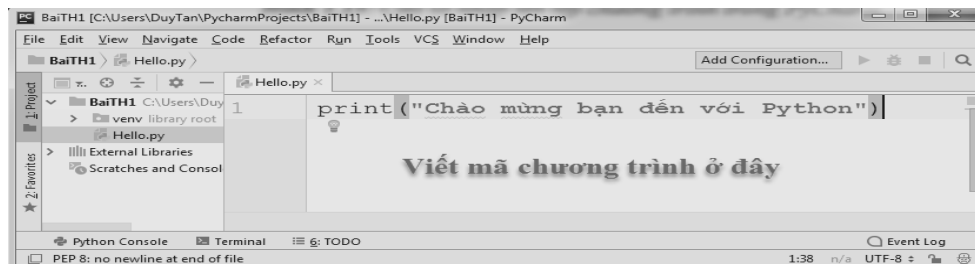 BaiTH1 [C:\Users\DuyTan\PycharmProjects\BaiTH1] - ...\Hello.py [BaiTH1] - PyCharm
File Edit View Navigate Code Refactor Run Tools VCS Window Help
BaiTH1 Hello.py Add Configuration...
Hello.py
1: Project
BaiTH1 C:\Users\Duy
venv library root
Hello.py
External Libraries
Scratches and Consol
2: Favorites
1 print("Chào mừng bạn đến với Python")
Viết mã chương trình ở đây
Python Console Terminal 6: TODO Event Log
PEP 8: no newline at end of file 1:38 n/a UTF-8